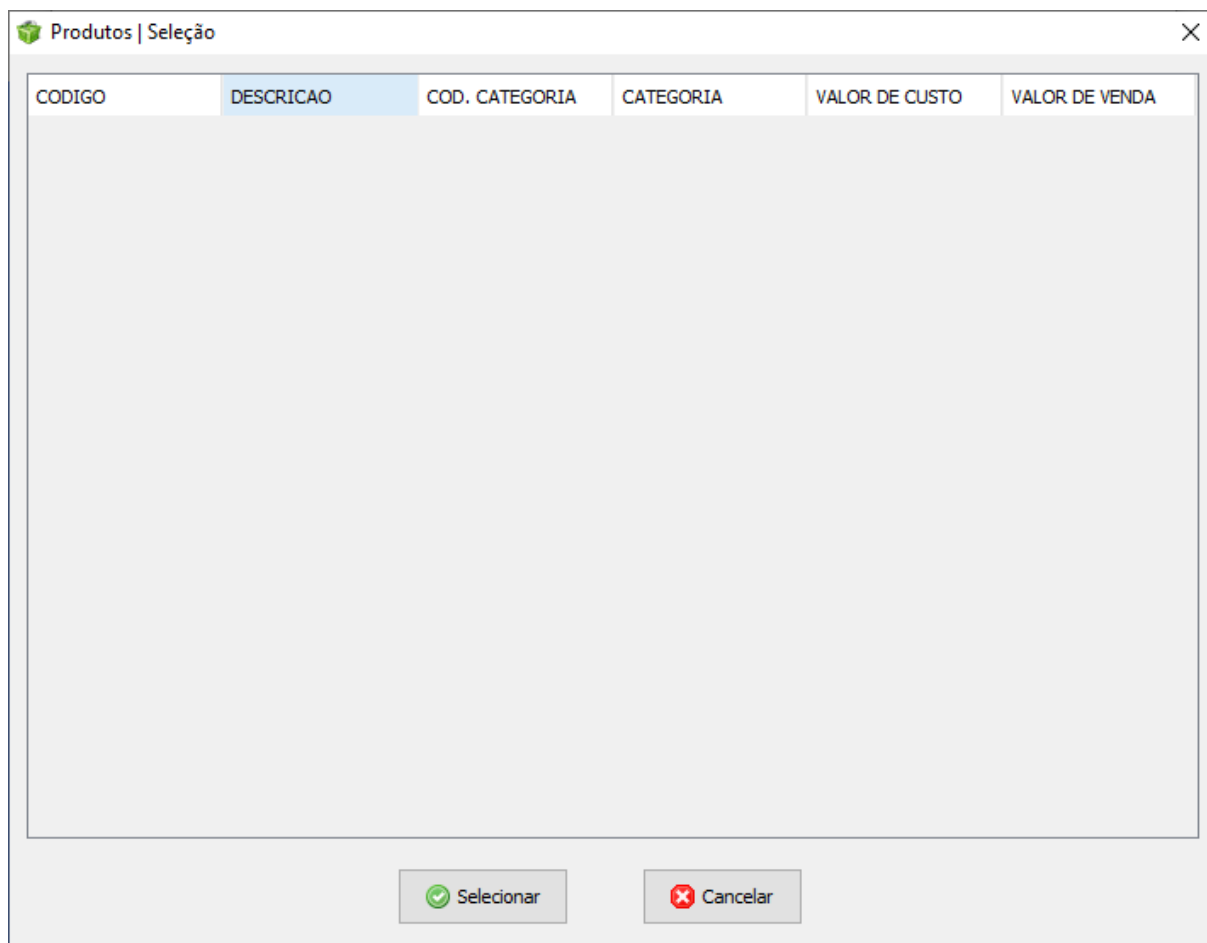 Produtos | Seleção
CODIGO DESCRICAO COD. CATEGORIA CATEGORIA VALOR DE CUSTO VALOR DE VENDA
Selecionar Cancelar